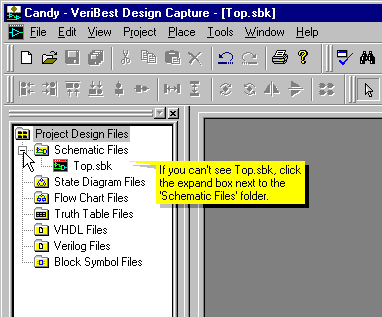 Candy - VeriBest Design Capture - [Top.sbk]
File Edit View Project Place Tools Window
Project Design Files
Schematic Files
Top.sbk
If you can't see Top.sbk, click
the expand box next to the
'Schematic Files' folder.
State Diagram Files
Flow Chart Files
Truth Table Files
VHDL Files
Verilog Files
Block Symbol Files